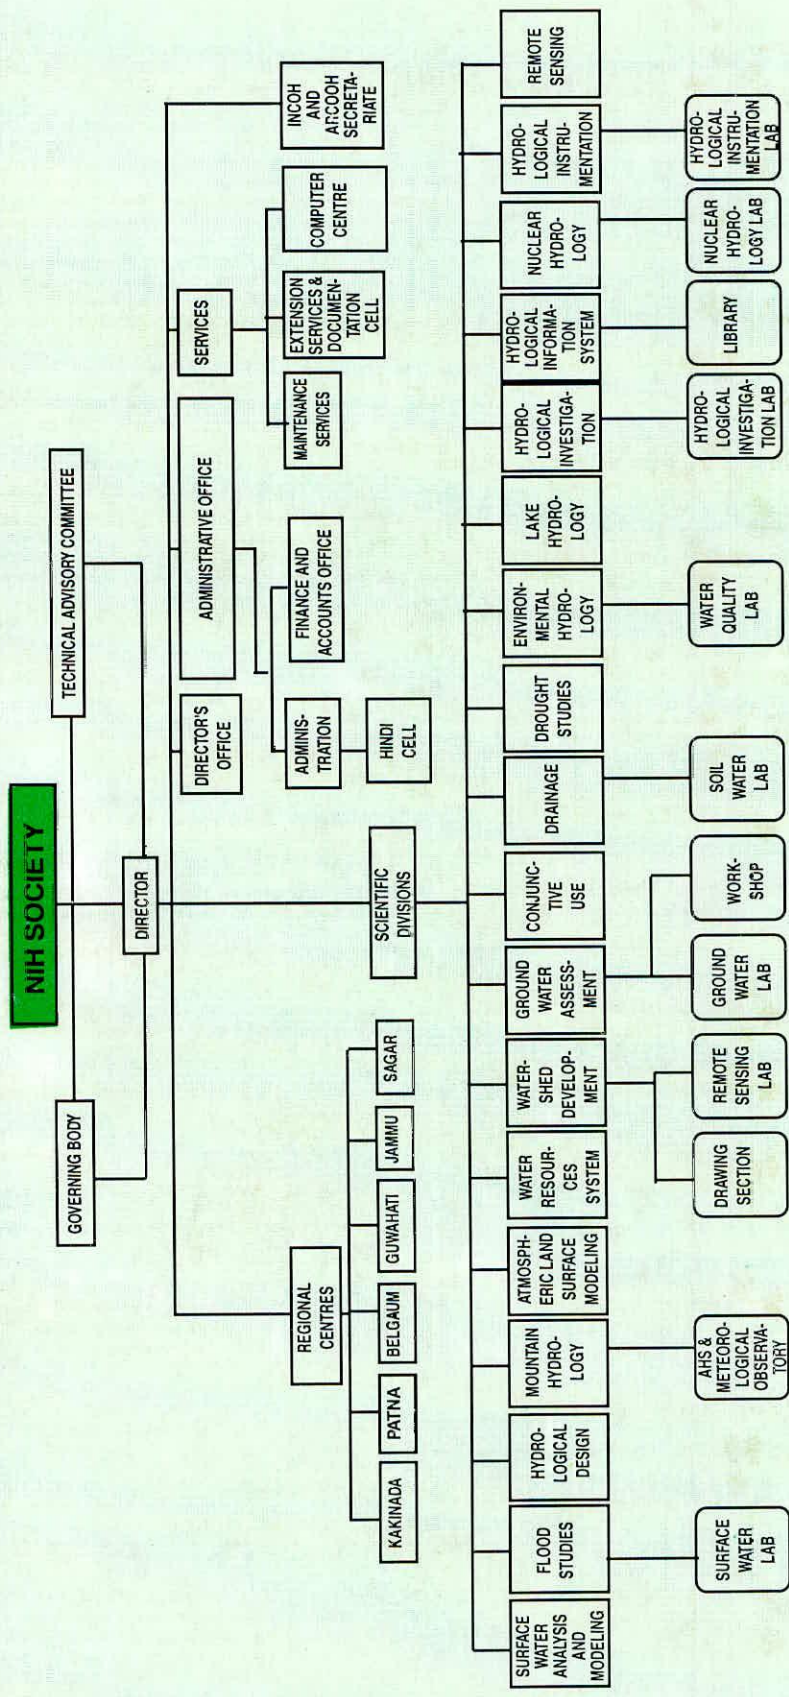 NIH SOCIETY
GOVERNING BODY
TECHNICAL ADVISORY COMMITTEE
DIRECTOR
REGIONAL
CENTRES
SCIENTIFIC
DIVISIONS
DIRECTOR'S
OFFICE
ADMINISTRATIVE OFFICE
SERVICES
INCOH
AND
ARCOOH
SECRETA-
RIATE
KAKINADA
PATNA
BELGAUM
GUWAHATI
JAMMU
SAGAR
ADMINIS-
TRATION
FINANCE AND
ACCOUNTS OFFICE
MAINTENANCE
SERVICES
EXTENSION
SERVICES &
DOCUMEN-
TATION
CELL
COMPUTER
CENTRE
HINDI
CELL
SURFACE
WATER
ANALYSIS
AND
MODELING
FLOOD
STUDIES
HYDRO-
LOGICAL
DESIGN
MOUNTAIN
HYDRO-
LOGY
ATMOSPH-
ERIC LAND
SURFACE
MODELING
WATER
RESOUR-
CES
SYSTEM
WATER-
SHED
DEVELOP-
MENT
GROUND
WATER
ASSESS-
MENT
CONJUNC-
TIVE
USE
DRAINAGE
DROUGHT
STUDIES
ENVIRON-
MENTAL
HYDRO-
LOGY
LAKE
HYDRO-
LOGY
HYDRO-
LOGICAL
INVESTIGA-
TION
HYDRO-
LOGICAL
INFORMA-
TION
SYSTEM
NUCLEAR
HYDRO-
LOGY
HYDRO-
LOGICAL
INSTRU-
MENTATION
REMOTE
SENSING
SURFACE
WATER
LAB
AHS &
METEORO-
LOGICAL
OBSERVA-
TORY
DRAWING
SECTION
REMOTE
SENSING
LAB
GROUND
WATER
LAB
WORK-
SHOP
SOIL
WATER
LAB
WATER
QUALITY
LAB
HYDRO-
LOGICAL
INVESTIGA-
TION LAB
LIBRARY
NUCLEAR
HYDRO-
LOGY LAB
HYDRO-
LOGICAL
INSTRU-
MENTATION
LAB